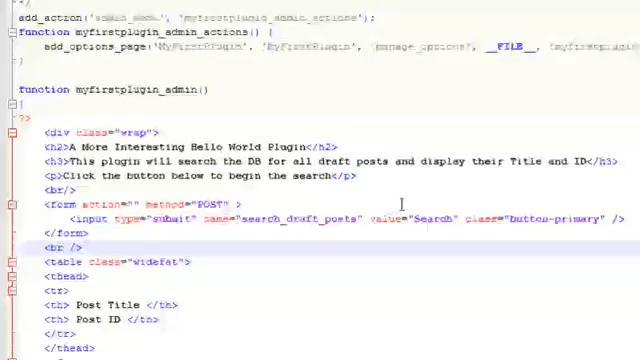 */
add_action('admin_menu', 'myfirstplugin_admin_actions');
function myfirstplugin_admin_actions() {
add_options_page('MyFirstPlugin', 'MyFirstPlugin', 'manage_options', __FILE__, 'myfirstplugin
}
function myfirstplugin_admin()
{
?>
<div class="wrap">
<h2>A More Interesting Hello World Plugin</h2>
<h3>This plugin will search the DB for all draft posts and display their Title and ID</h3>
<p>Click the button below to begin the search</p>
<br/>
<form action="" method="POST" >
<input type="submit" name="search_draft_posts" value="Search" class="button-primary" />
</form>
<br />
<table class="widefat">
<thead>
<tr>
<th> Post Title </th>
<th> Post ID </th>
</tr>
</thead>